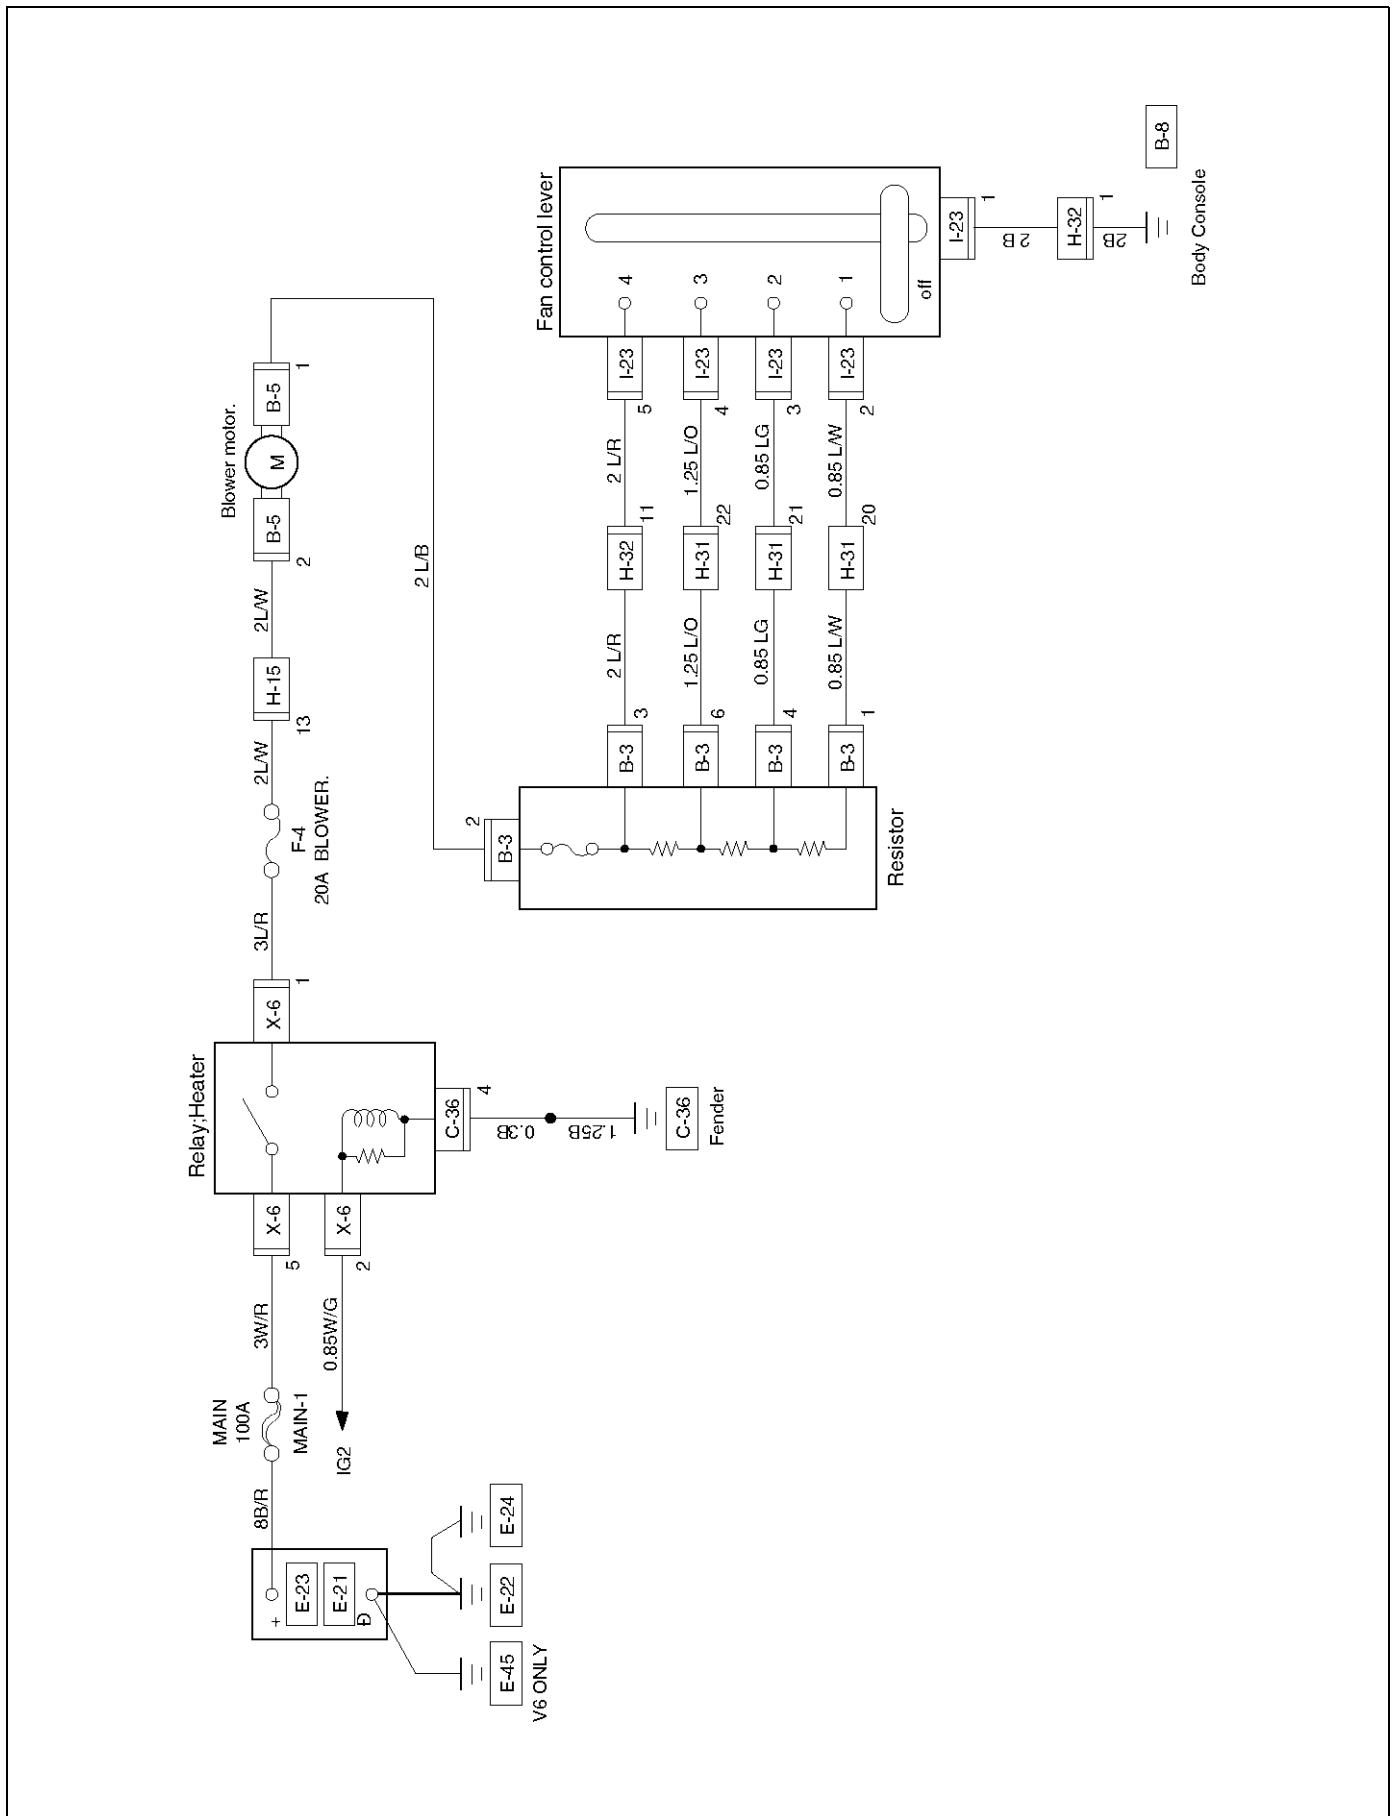 Relay;Heater
Blower motor.
MAIN
100A
8B/R
3W/R
X-6
5
X-6
1
3L/R
F-4
20A BLOWER.
2L/W
H-15
13
2L/W
B-5
2
M
B-5
1
MAIN-1
+
E-23
E-21
Đ
IG2
0.85W/G
X-6
2
C-36
4
0.3B
1.25B
C-36
Fender
E-45
V6 ONLY
E-22
E-24
2 L/B
B-3
2
Resistor
Fan control lever
B-3
3
2 L/R
H-32
11
2 L/R
I-23
5
4
B-3
6
1.25 L/O
H-31
22
1.25 L/O
I-23
4
3
B-3
4
0.85 LG
H-31
21
0.85 LG
I-23
3
2
B-3
1
0.85 L/W
H-31
20
0.85 L/W
I-23
2
1
off
I-23
1
2 B
H-32
1
2B
B-8
Body Console